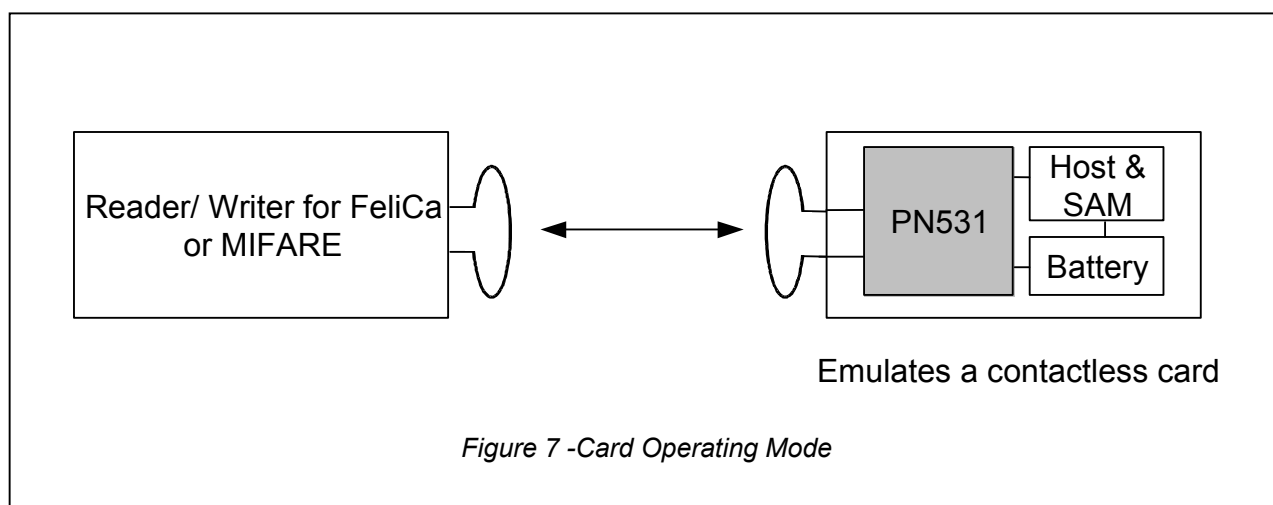 Reader/ Writer for FeliCa
or MIFARE
PN531
Host &
SAM
Battery
Emulates a contactless card
Figure 7 -Card Operating Mode